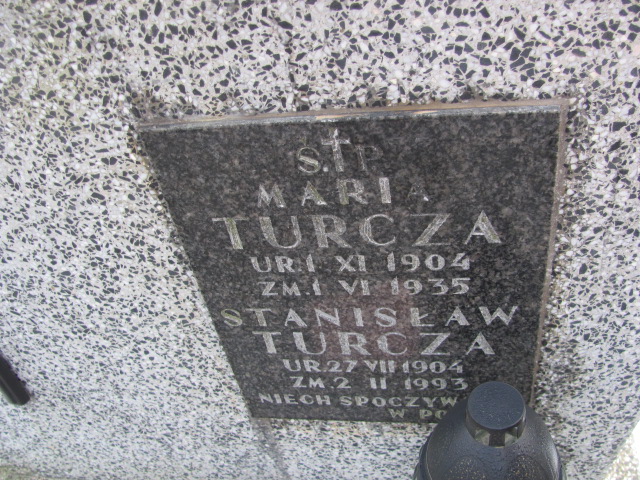 Ś.†P.
MARIA
TURCZA
UR. 1 XI 1904
ZM. 1 VI 1935
STANISŁAW
TURCZA
UR. 27 VII 1904
ZM. 2 II 1993
NIECH SPOCZYW
W PO